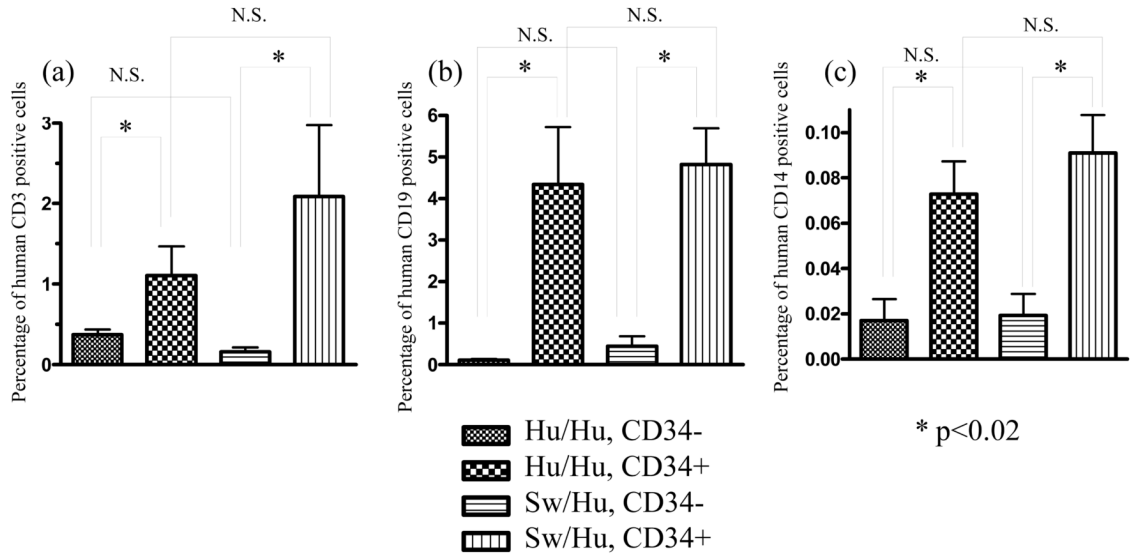 N.S.
(a)
N.S.
*
*
Percentage of human CD3 positive cells
3
2
1
0
N.S.
(b)
N.S.
*
*
Percentage of human CD19 positive cells
6
5
4
3
2
1
0
N.S.
(c)
N.S.
*
*
Percentage of human CD14 positive cells
0.10
0.08
0.06
0.04
0.02
0.00
Hu/Hu, CD34-
Hu/Hu, CD34+
Sw/Hu, CD34-
Sw/Hu, CD34+
* p<0.02